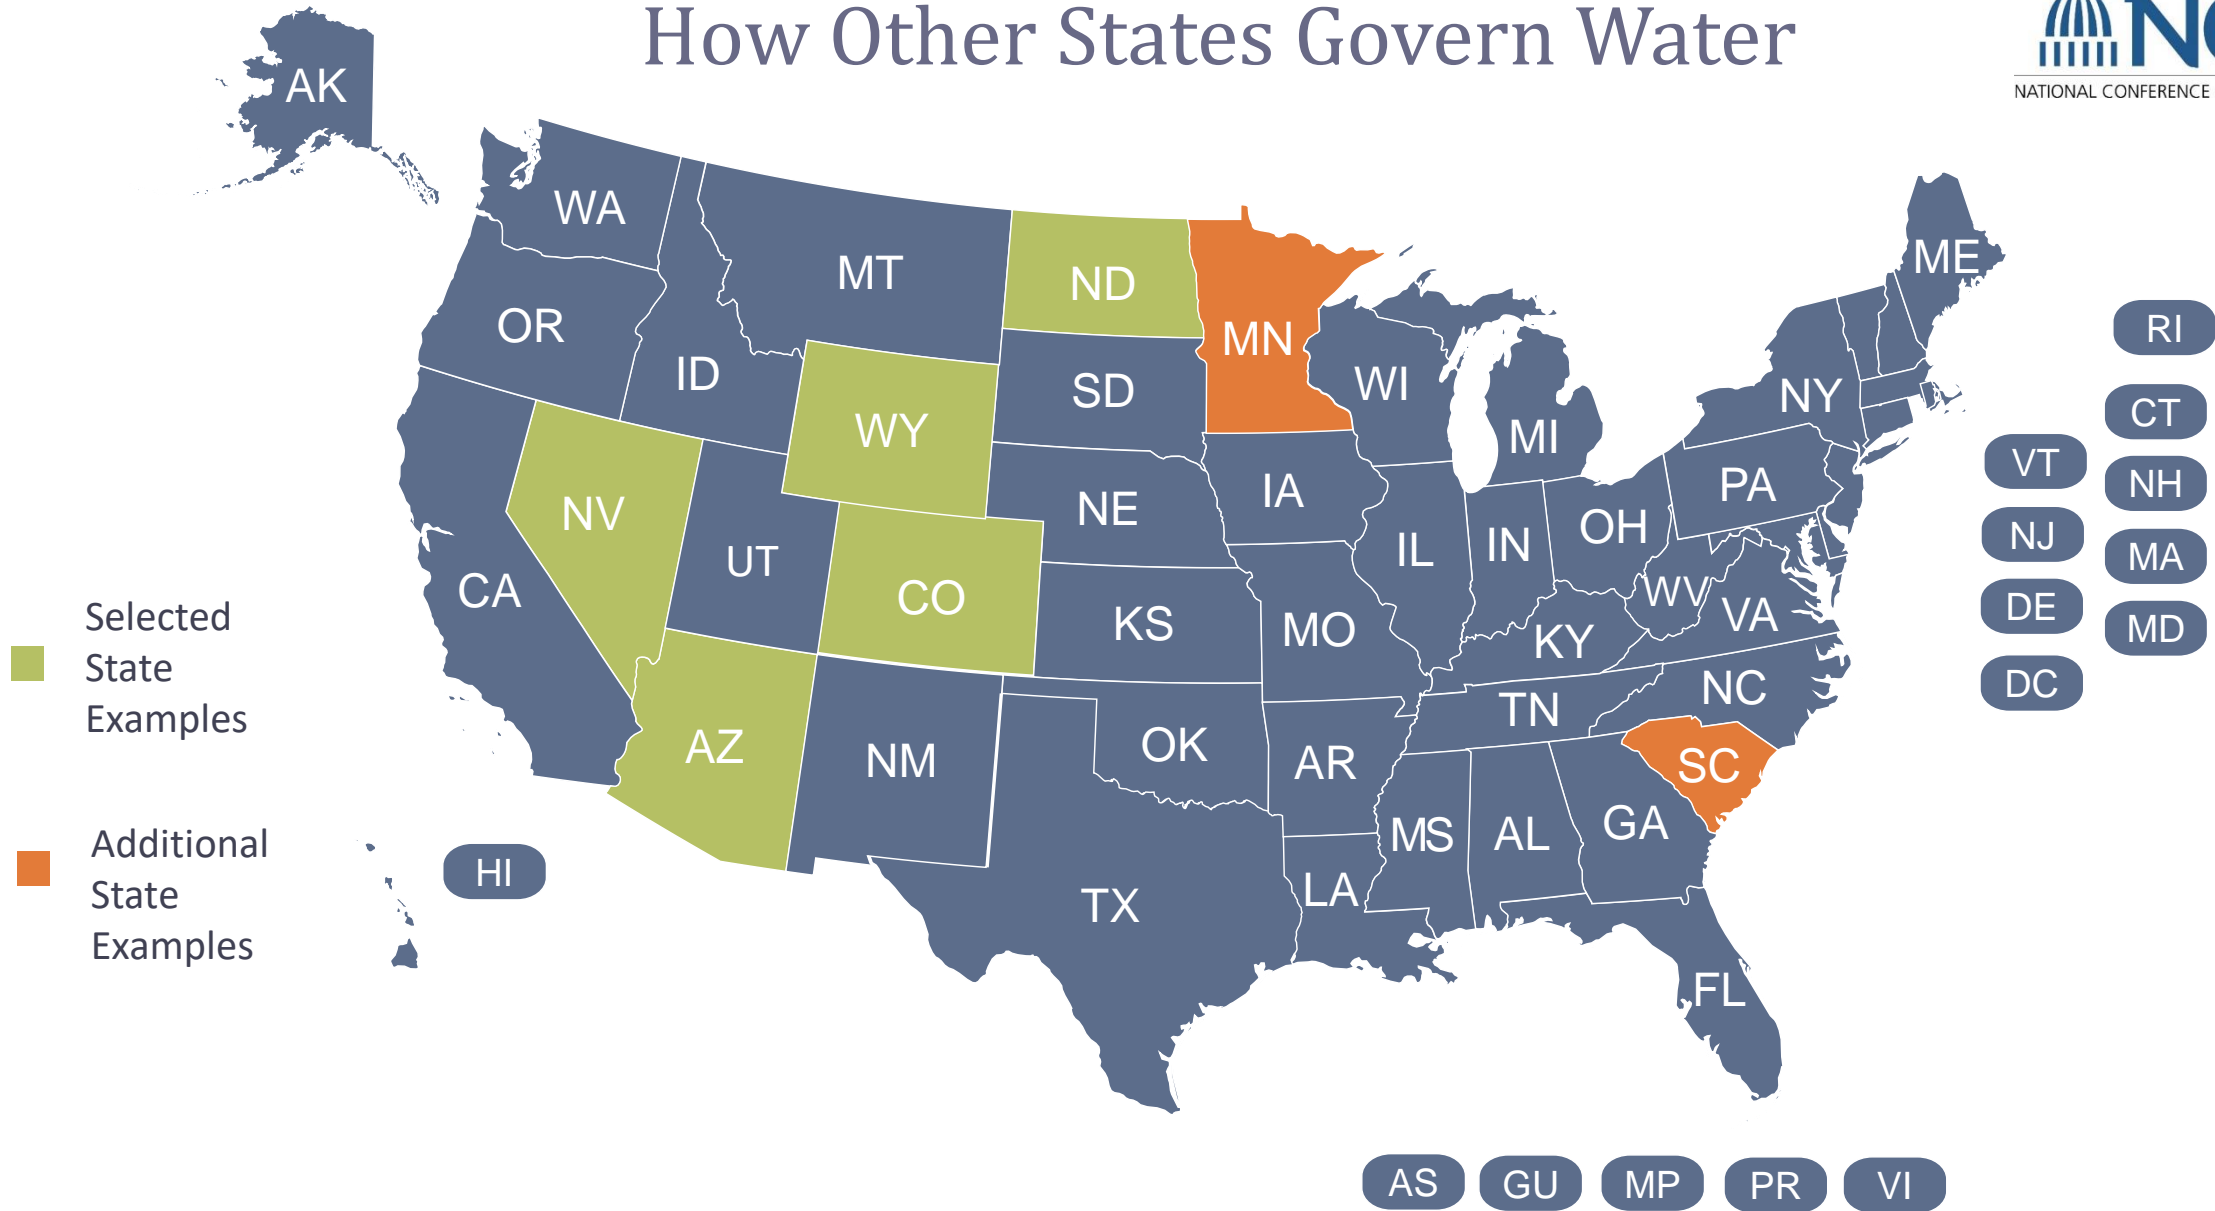 How Other States Govern Water
NATIONAL CONFERENCE
AK
WA
MT
ND
MN
ME
OR
ID
WY
SD
WI
MI
NY
RI
CT
VT
NH
NV
UT
CO
NE
IA
IL
IN
OH
PA
NJ
MA
CA
KS
MO
KY
WV
VA
DE
MD
DC
Selected
State
Examples
AZ
NM
OK
AR
TN
NC
SC
Additional
State
Examples
HI
TX
LA
MS
AL
GA
FL
AS
GU
MP
PR
VI